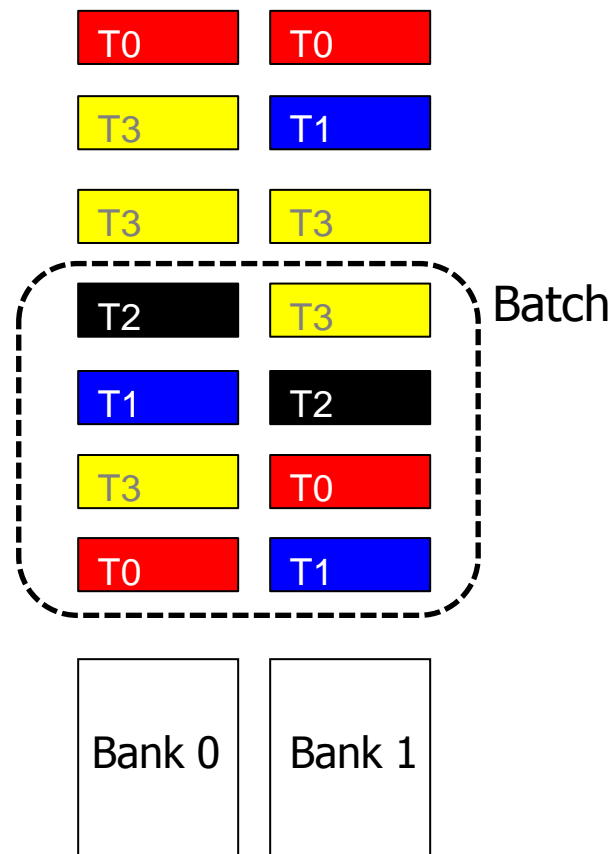 T0 T0
T3 T1
T3 T3
T2 T3 Batch
T1 T2
T3 T0
T0 T1
Bank 0 Bank 1